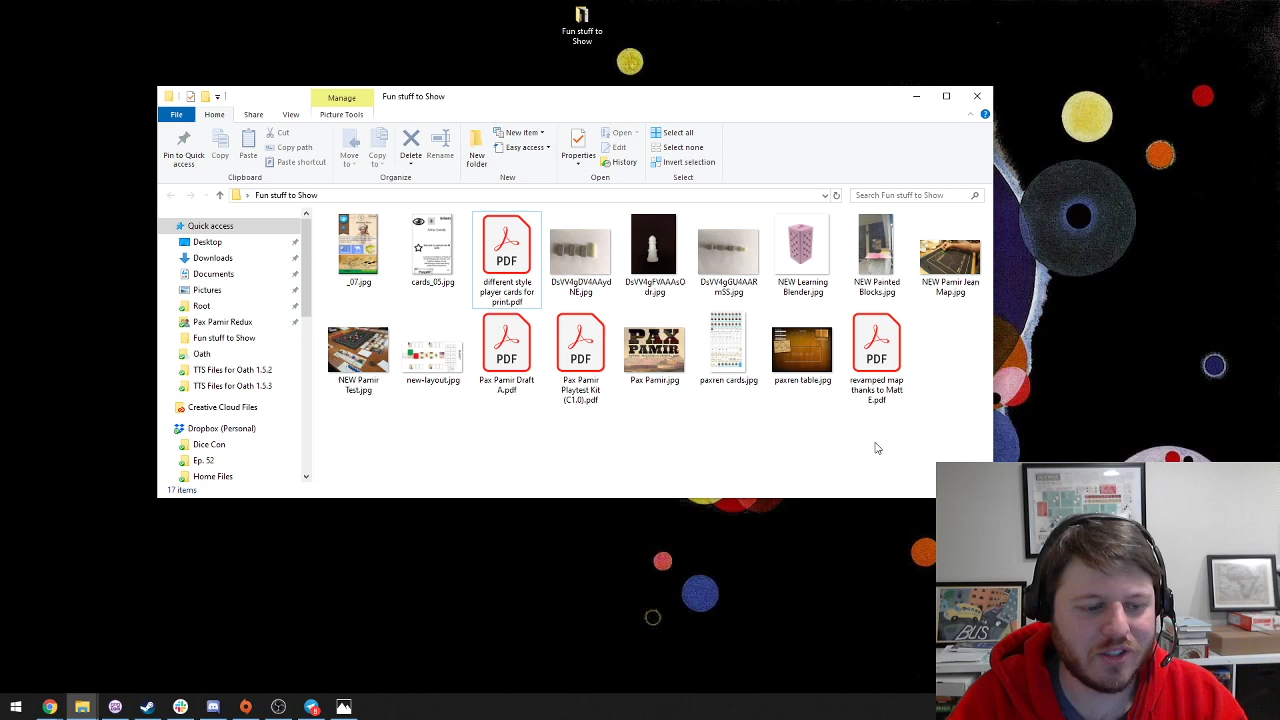 Fun stuff to
Show
Manage
Fun stuff to Show
File
Home
Share
View
Picture Tools
Pin to Quick
access
Copy
Paste
Cut
Copy path
Paste shortcut
Clipboard
Move
to
Copy
to
Delete
Rename
Organize
New
folder
New item
Easy access
New
Properties
Open
Edit
History
Open
Select all
Select none
Invert selection
Select
Fun stuff to Show
Search Fun stuff to Show
Quick access
Desktop
Downloads
Documents
Pictures
Root
Pax Pamir Redux
Fun stuff to Show
Oath
TTS Files for Oath 1.5.2
TTS Files for Oath 1.5.3
Creative Cloud Files
Dropbox (Personal)
Dice Con
Ep. 52
Home Files
_07.jpg
cards_05.jpg
PDF
different style
player cards for
print.pdf
DsVV4gDV4AAyd
NE.jpg
DsVV4gFVAAAsO
dr.jpg
DsVV4gGU4AAR
mSS.jpg
NEW Learning
Blender.jpg
NEW Painted
Blocks.jpg
NEW Pamir Jean
Map.jpg
NEW Pamir
Test.jpg
new-layout.jpg
PDF
Pax Pamir Draft
A.pdf
PDF
Pax Pamir
Playtest Kit
(C1.0).pdf
PAX
PAMIR
Pax Pamir.jpg
paxren cards.jpg
paxren table.jpg
PDF
revamped map
thanks to Matt
E.pdf
17 items
BUS